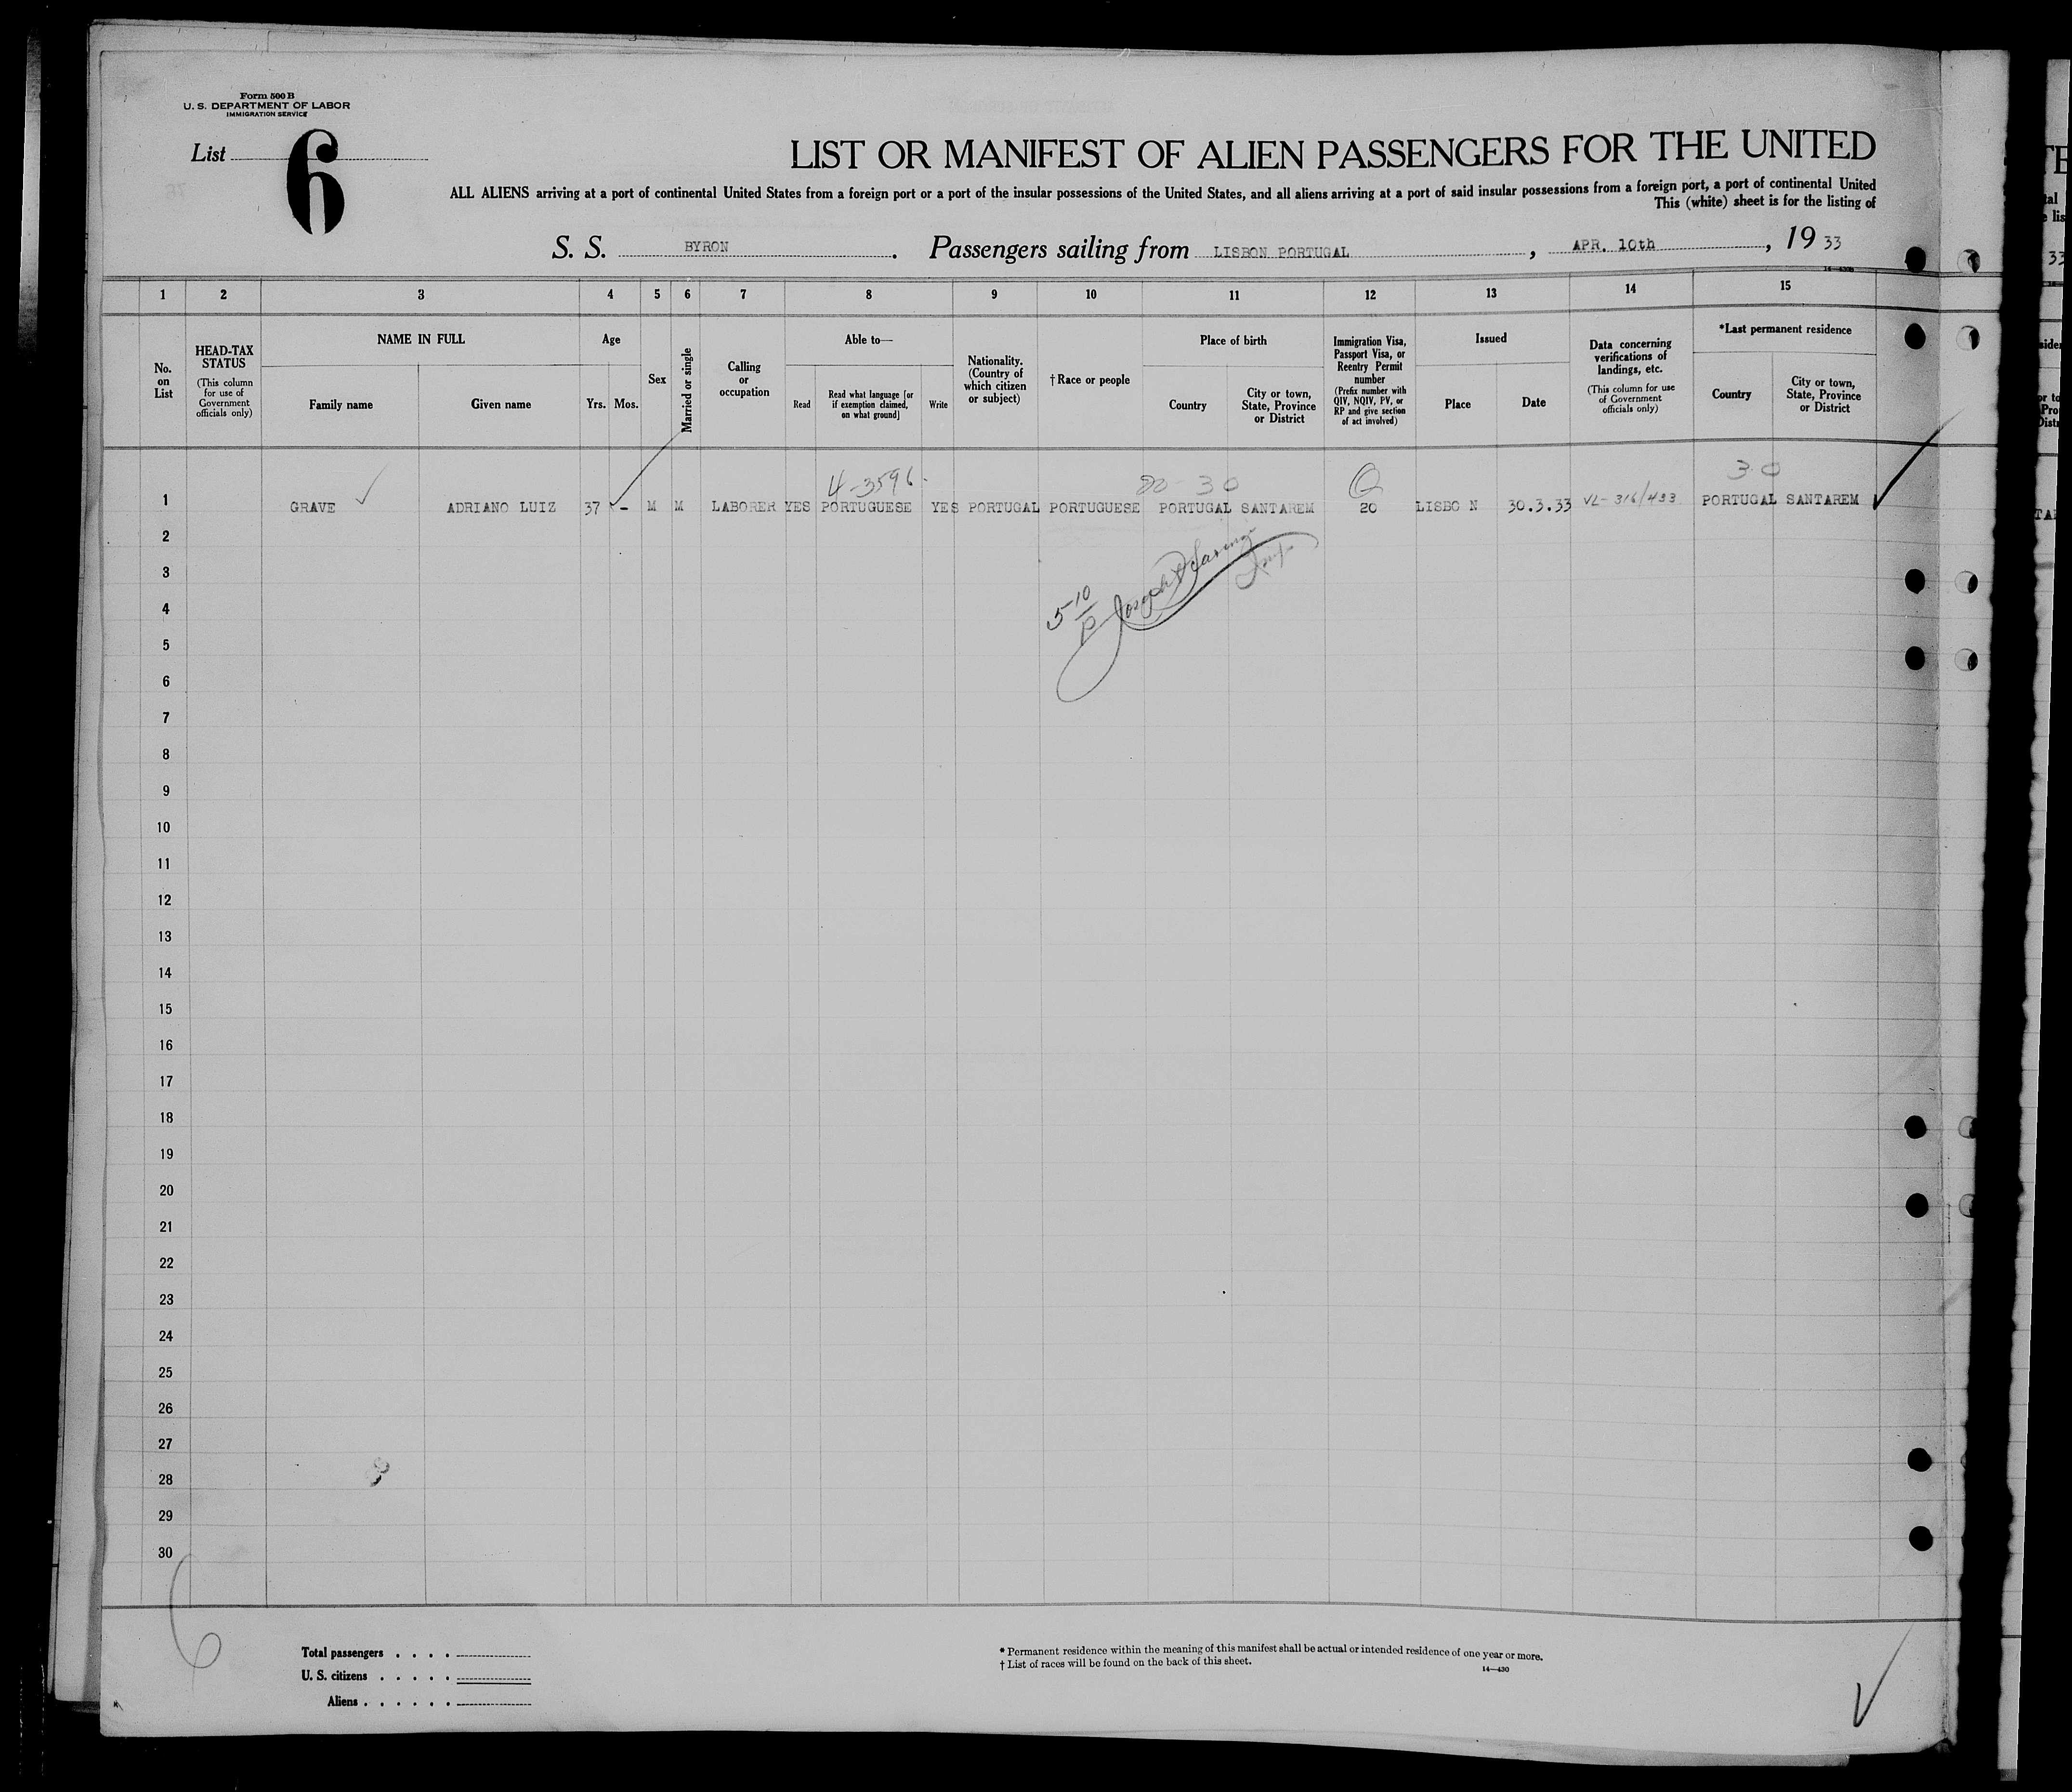 Form 500 B
U. S. DEPARTMENT OF LABOR
IMMIGRATION SERVICE
List 6
LIST OR MANIFEST OF ALIEN PASSENGERS FOR THE UNITED
ALL ALIENS arriving at a port of continental United States from a foreign port or a port of the insular possessions of the United States, and all aliens arriving at a port of said insular possessions from a foreign port, a port of continental United
This (white) sheet is for the listing of
S. S. BYRON. Passengers sailing from LISBON PORTUGAL, APR. 10th, 19 33
1 2 3 4 5 6 7 8 9 10 11 12 13 14 15
No. on List
HEAD-TAX STATUS
(This column for use of Government officials only)
NAME IN FULL
Family name
Given name
Age
Yrs. Mos.
Sex
Married or single
Calling or occupation
Able to—
Read
Read what language [or if exemption claimed, on what ground]
Write
Nationality. (Country of which citizen or subject)
† Race or people
Place of birth
Country
City or town, State, Province or District
Immigration Visa, Passport Visa, or Reentry Permit number
(Prefix number with QIV, NQIV, PV, or RP and give section of act involved)
Issued
Place
Date
Data concerning verifications of landings, etc.
(This column for use of Government officials only)
*Last permanent residence
Country
City or town, State, Province or District
4-3596. 30 Q 30
1 GRAVE ADRIANO LUIZ 37 - M M LABORER YES PORTUGUESE YES PORTUGAL PORTUGUESE PORTUGAL SANTAREM 20 LISBO N 30.3.33 VL-316/433 PORTUGAL SANTAREM
2
3
4
5 10
5
6
7
8
9
10
11
12
13
14
15
16
17
18
19
20
21
22
23
24
25
26
27
28
29
30
6
Total passengers . . . .
U. S. citizens . . . . .
Aliens . . . . . .
* Permanent residence within the meaning of this manifest shall be actual or intended residence of one year or more.
† List of races will be found on the back of this sheet.
14—430